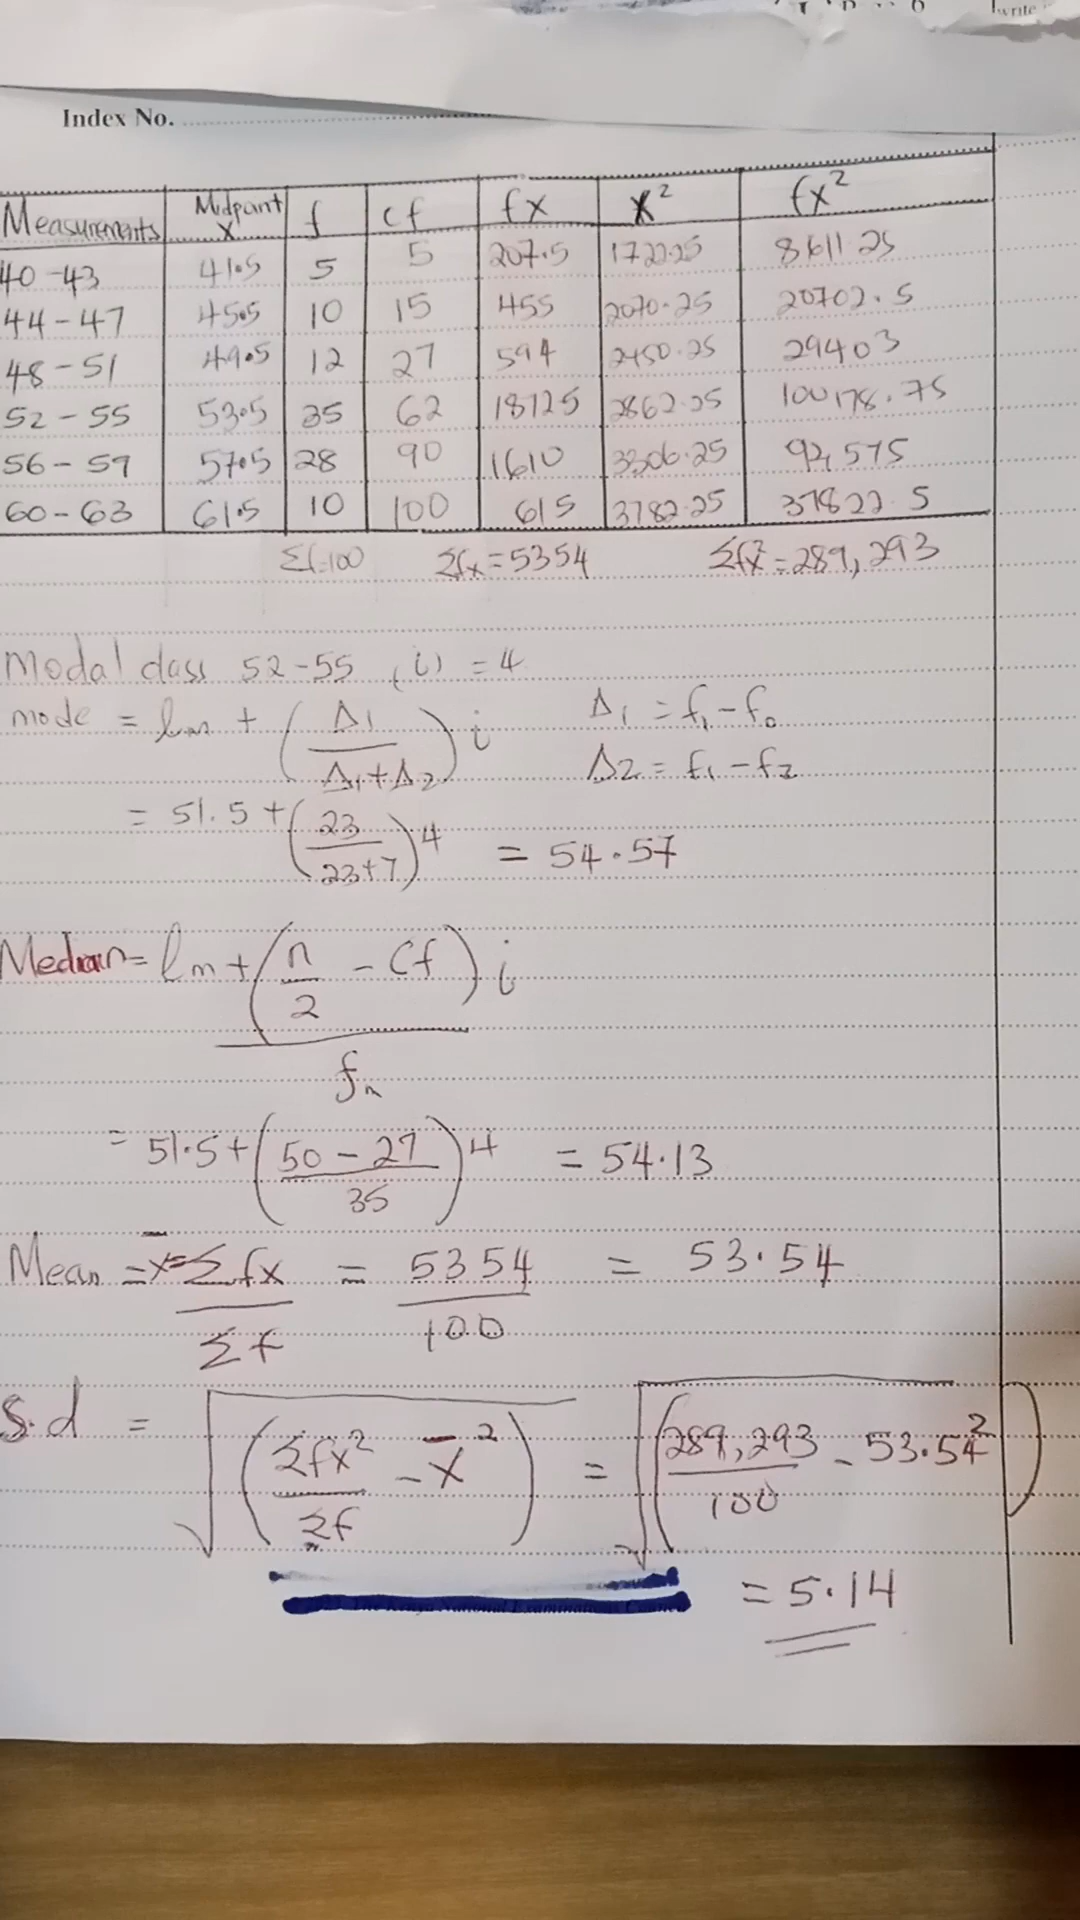 Index No.
Measurements Midpoint x f cf fx x² fx²
40-43 41.5 5 5 207.5 1722.25 8611.25
44-47 45.5 10 15 455 2070.25 20702.5
48-51 49.5 12 27 594 2450.25 29403
52-55 53.5 35 62 18725 2862.25 100178.75
56-59 57.5 28 90 1610 3306.25 92,575
60-63 61.5 10 100 615 3782.25 37822.5
Σf=100 Σfx=5354 Σfx²=289,293
Modal class 52-55 (i) = 4
mode = lm + (Δ1 / Δ1+Δ2) i Δ1 = f1-f0
Δ2 = f1-f2
= 51.5 + (23 / 23+7) 4 = 54.57
Median = lm + (n/2 - Cf) i / fm
= 51.5 + (50-27 / 35) 4 = 54.13
Mean = x̄ = Σfx / Σf = 5354 / 100 = 53.54
S.d = √(Σfx² / Σf - x̄²) = √(289,293 / 100 - 53.54²)
= 5.14